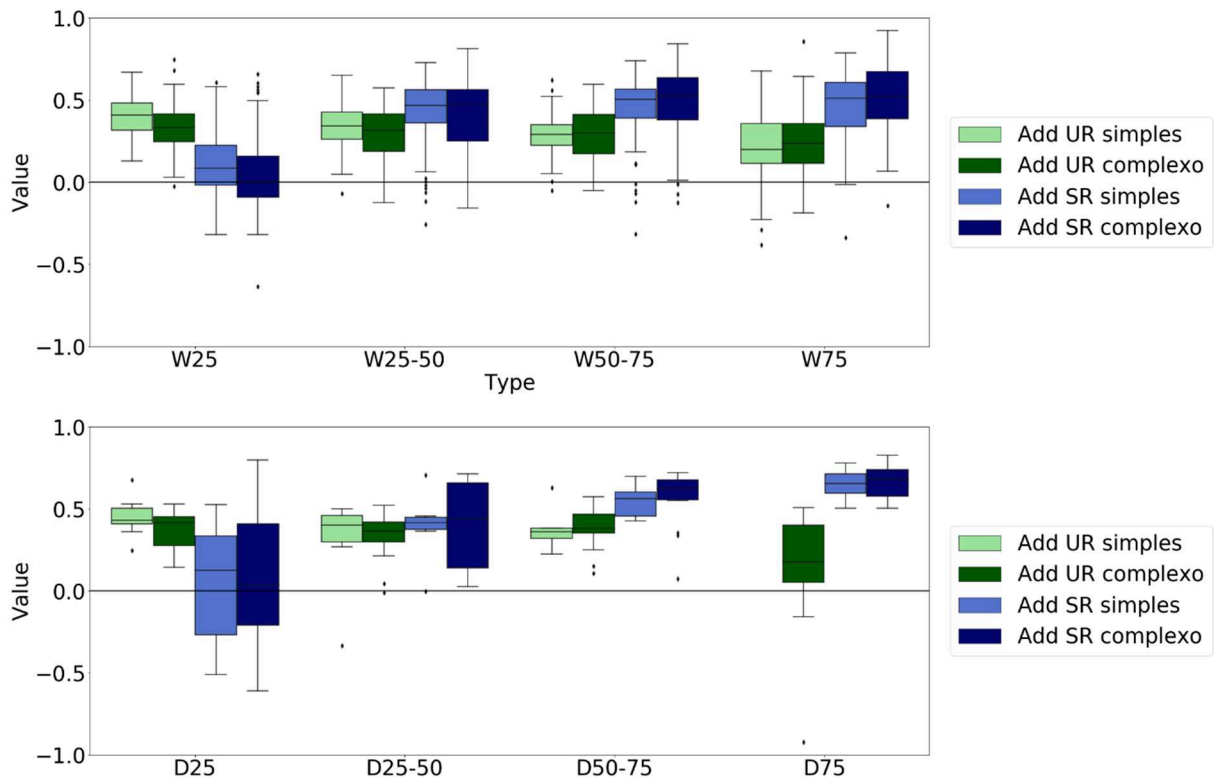 1.0
0.5
0.0
−0.5
−1.0
Value
W25 W25-50 W50-75 W75
Type
Add UR simples
Add UR complexo
Add SR simples
Add SR complexo
1.0
0.5
0.0
−0.5
−1.0
Value
D25 D25-50 D50-75 D75
Add UR simples
Add UR complexo
Add SR simples
Add SR complexo